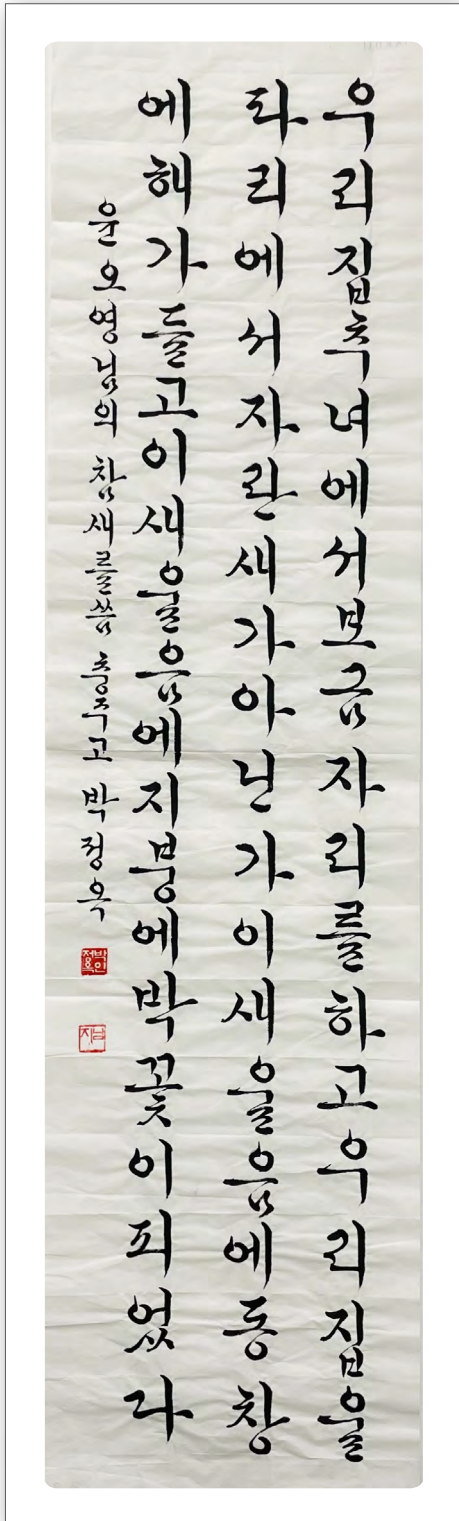 우리집추녀에서보금자리를하고우리집울
타리에서자란새가아닌가이새울음에동창
에해가들고이새울음에지붕에박꽃이피었다
윤오영님의 참새를씀 충주고 박정옥